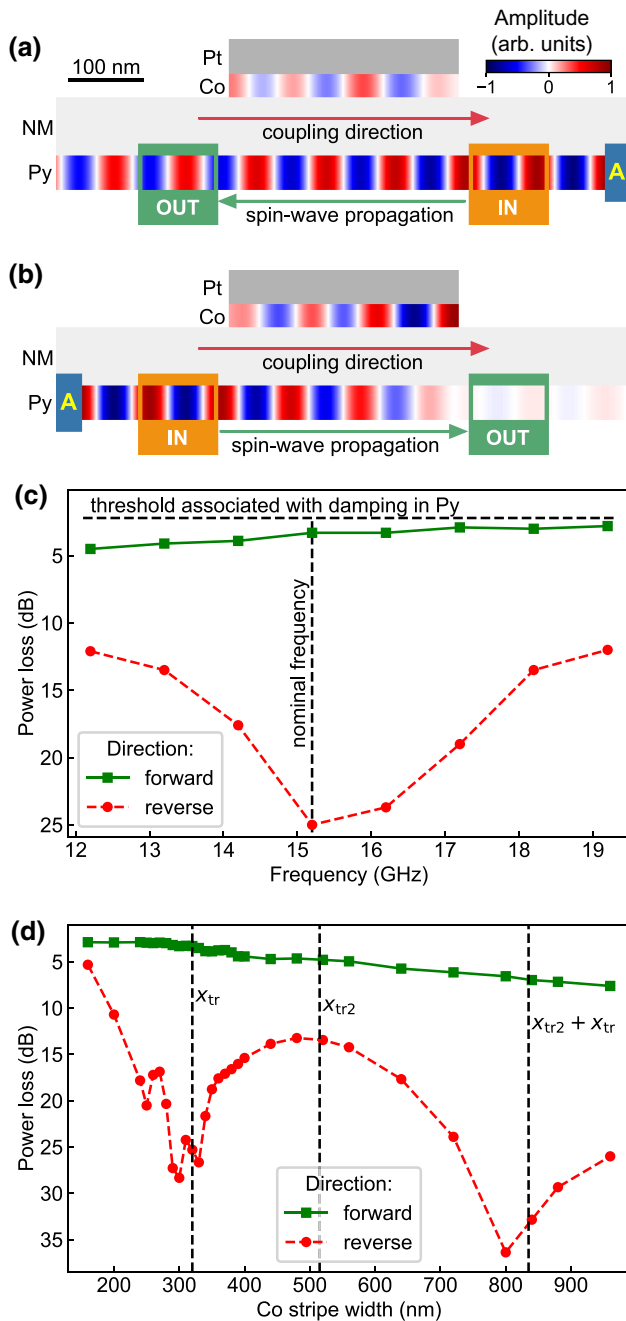 (a)
Amplitude
(arb. units)
−1 0 1
100 nm
Pt
Co
NM
coupling direction
Py
A
OUT
spin-wave propagation
IN
(b)
Pt
Co
NM
coupling direction
Py
A
IN
spin-wave propagation
OUT
(c)
threshold associated with damping in Py
5
10
15
20
25
Power loss (dB)
nominal frequency
Direction:
forward
reverse
12 13 14 15 16 17 18 19
Frequency (GHz)
(d)
5
10
15
20
25
30
35
Power loss (dB)
xtr
xtr2
xtr2 + xtr
Direction:
forward
reverse
200 300 400 500 600 700 800 900
Co stripe width (nm)